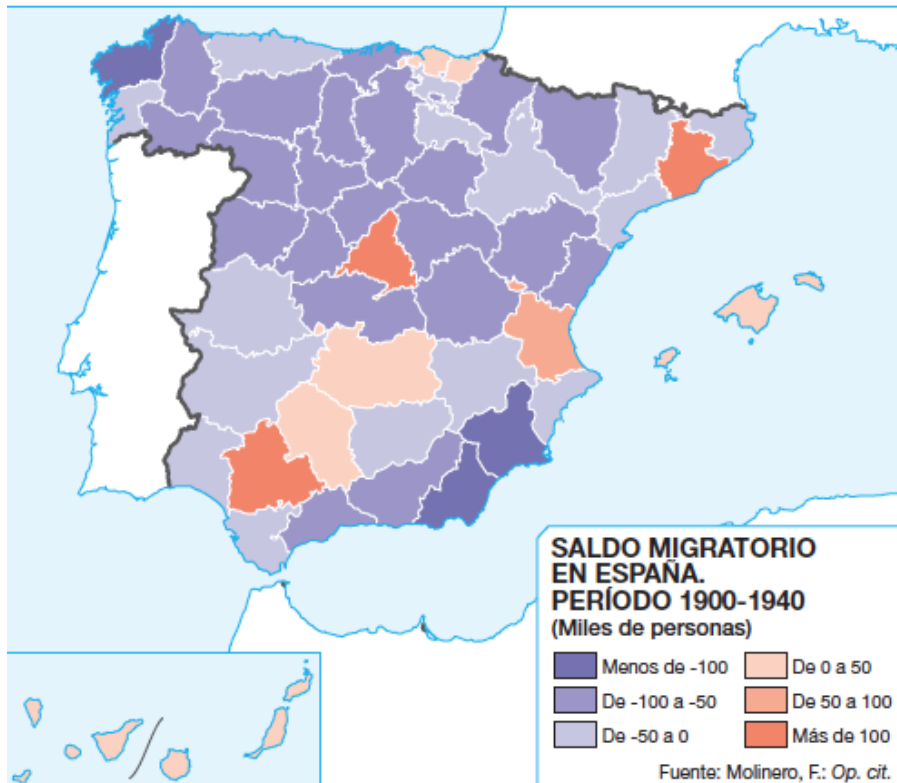 SALDO MIGRATORIO
EN ESPAÑA.
PERÍODO 1900-1940
(Miles de personas)
Menos de -100
De 0 a 50
De -100 a -50
De 50 a 100
De -50 a 0
Más de 100
Fuente: Molinero, F.: Op. cit.